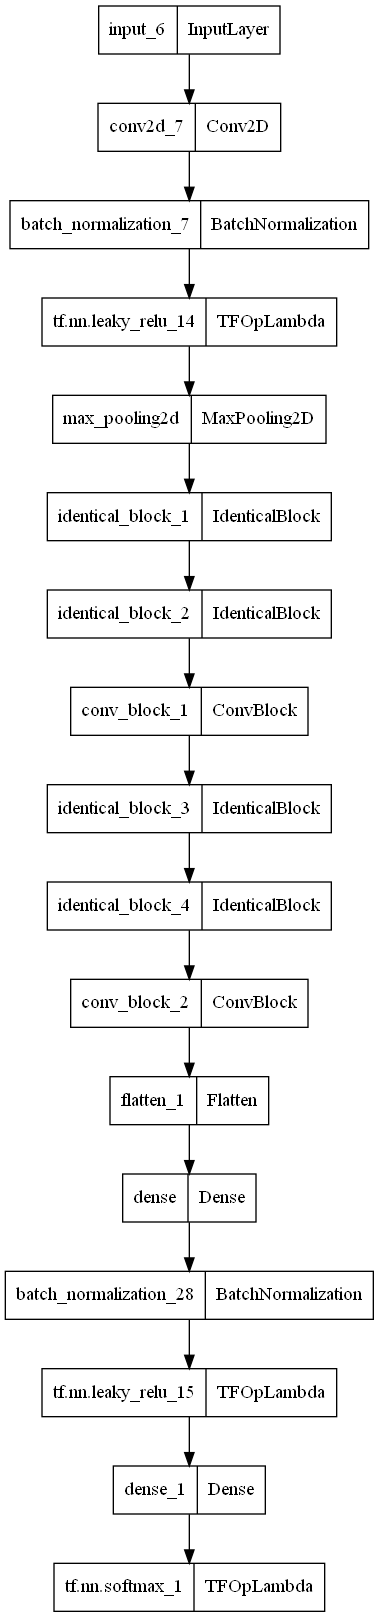 input_6 InputLayer
conv2d_7 Conv2D
batch_normalization_7 BatchNormalization
tf.nn.leaky_relu_14 TFOpLambda
max_pooling2d MaxPooling2D
identical_block_1 IdenticalBlock
identical_block_2 IdenticalBlock
conv_block_1 ConvBlock
identical_block_3 IdenticalBlock
identical_block_4 IdenticalBlock
conv_block_2 ConvBlock
flatten_1 Flatten
dense Dense
batch_normalization_28 BatchNormalization
tf.nn.leaky_relu_15 TFOpLambda
dense_1 Dense
tf.nn.softmax_1 TFOpLambda